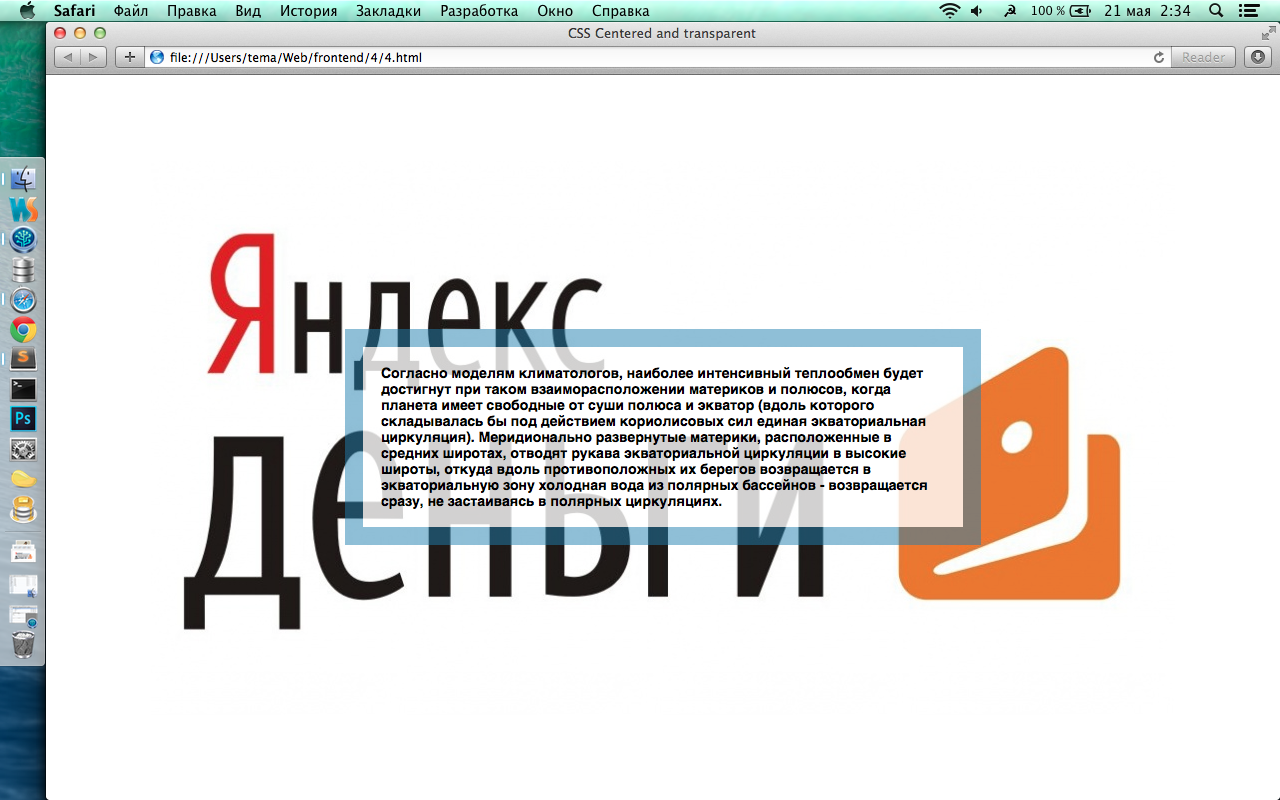 Safari Файл Правка Вид История Закладки Разработка Окно Справка 100 % 21 мая 2:34
CSS Centered and transparent
file:///Users/tema/Web/frontend/4/4.html Reader
WS
S
Ps
Яндекс
деньги
Согласно моделям климатологов, наиболее интенсивный теплообмен будет
достигнут при таком взаиморасположении материков и полюсов, когда
планета имеет свободные от суши полюса и экватор (вдоль которого
складывалась бы под действием кориолисовых сил единая экваториальная
циркуляция). Меридионально развернутые материки, расположенные в
средних широтах, отводят рукава экваториальной циркуляции в высокие
широты, откуда вдоль противоположных их берегов возвращается в
экваториальную зону холодная вода из полярных бассейнов - возвращается
сразу, не застаиваясь в полярных циркуляциях.